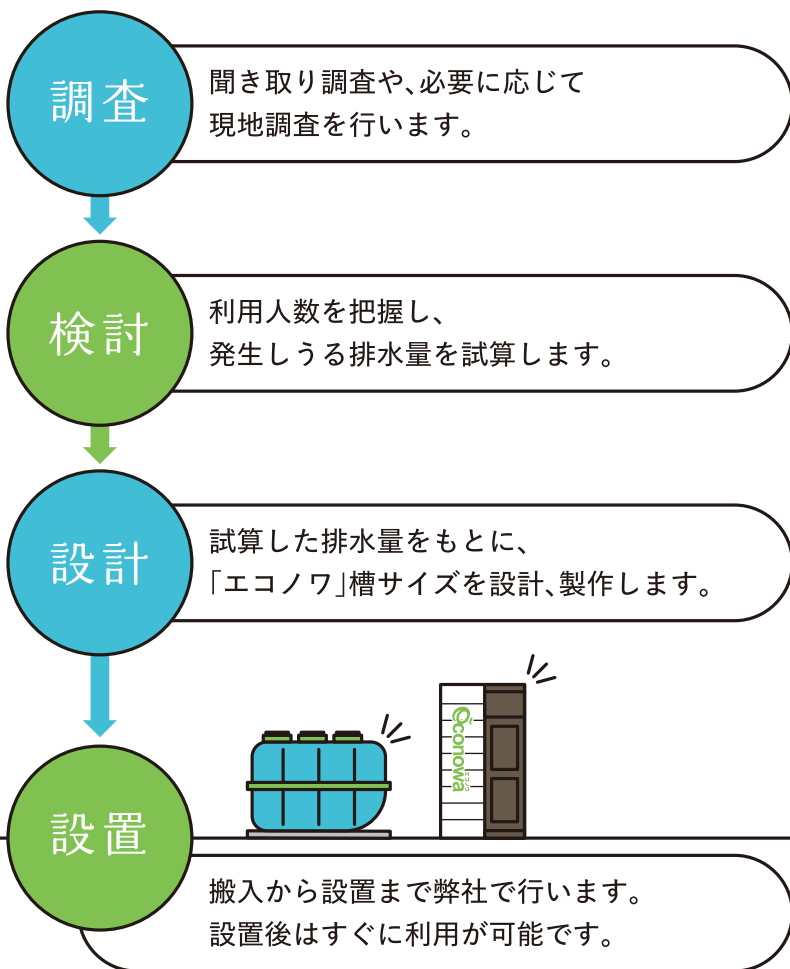 調査
聞き取り調査や、必要に応じて
現地調査を行います。
検討
利用人数を把握し、
発生しうる排水量を試算します。
設計
試算した排水量をもとに、
「エコノワ」槽サイズを設計、製作します。
econowa
エコノワ
設置
搬入から設置まで弊社で行います。
設置後はすぐに利用が可能です。